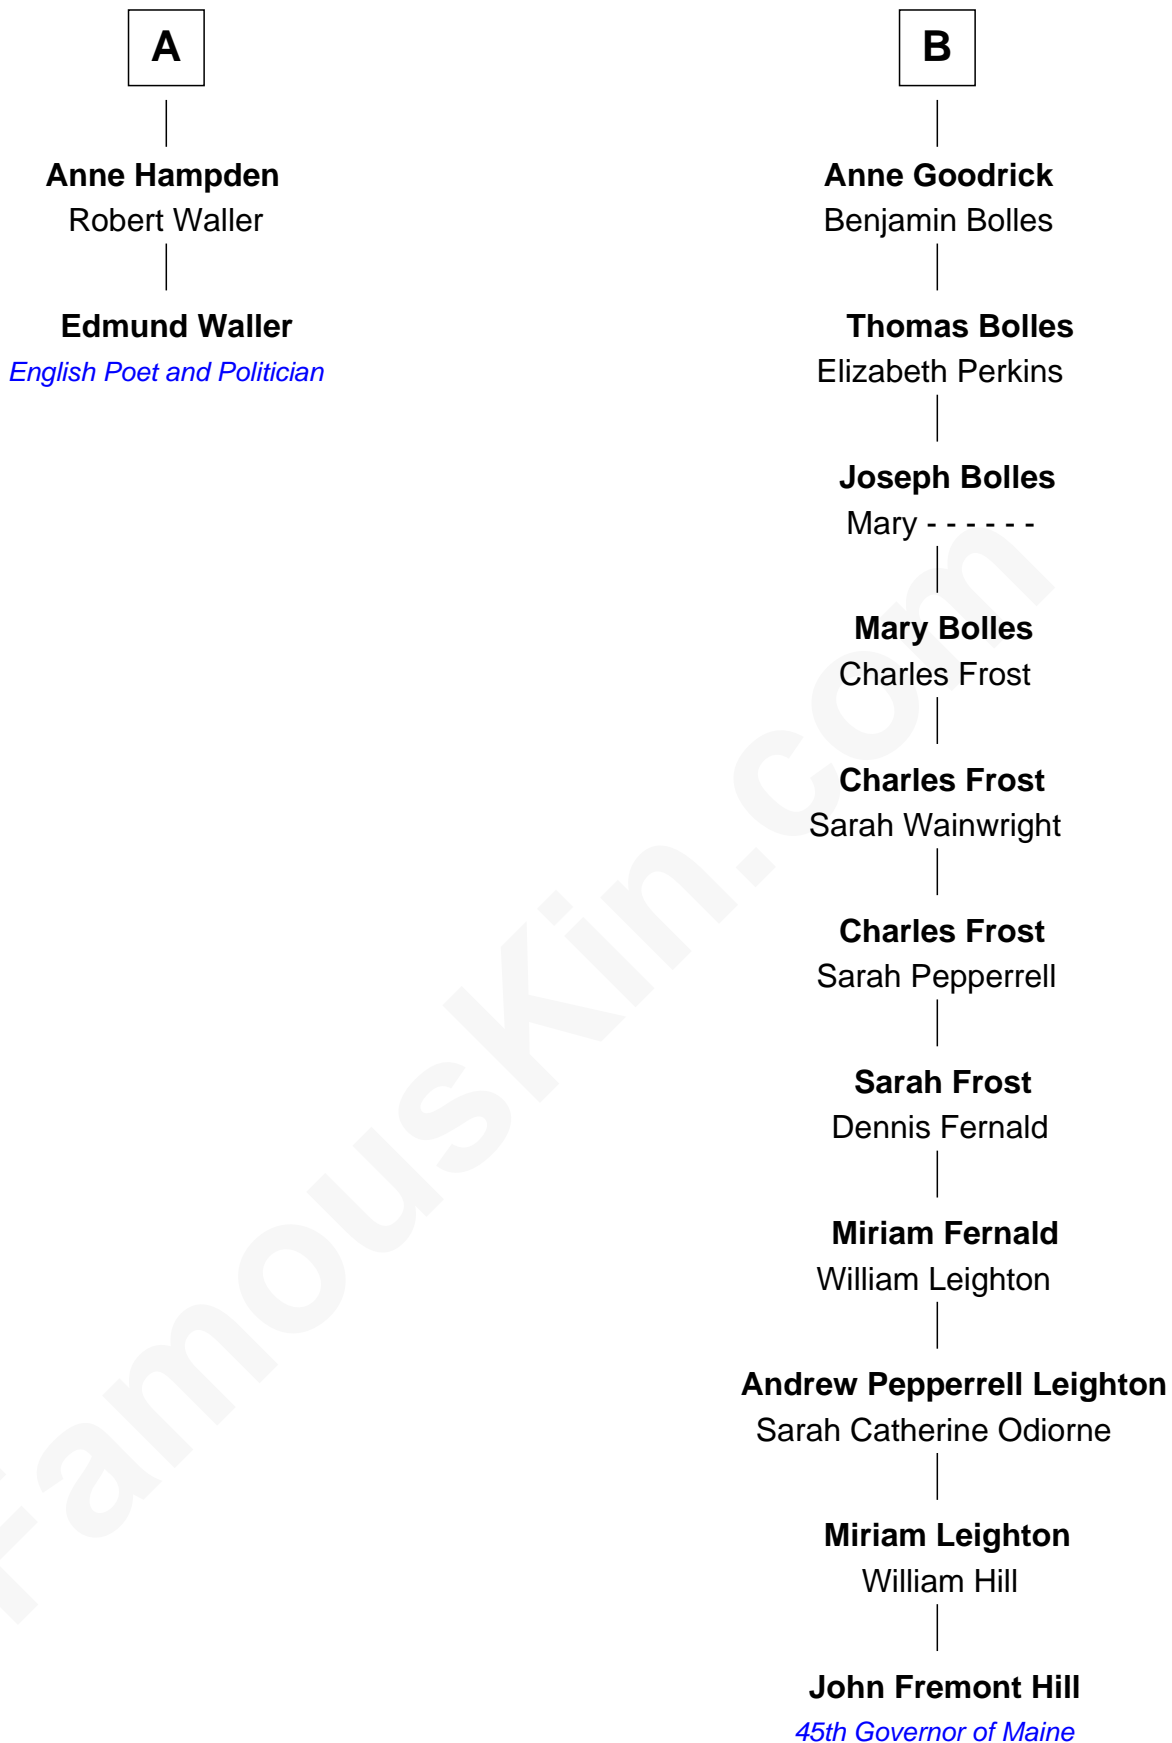 A
Anne Hampden
Robert Waller
Edmund Waller
English Poet and Politician
B
Anne Goodrick
Benjamin Bolles
Thomas Bolles
Elizabeth Perkins
Joseph Bolles
Mary - - - - - -
Mary Bolles
Charles Frost
Charles Frost
Sarah Wainwright
Charles Frost
Sarah Pepperrell
Sarah Frost
Dennis Fernald
Miriam Fernald
William Leighton
Andrew Pepperrell Leighton
Sarah Catherine Odiorne
Miriam Leighton
William Hill
John Fremont Hill
45th Governor of Maine
FamousKin.com